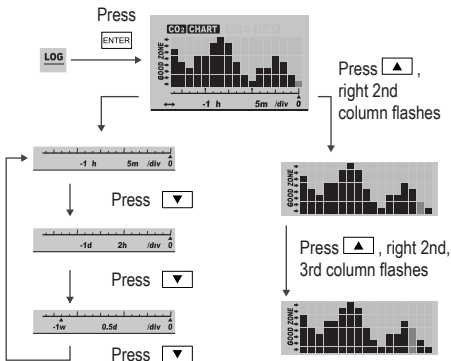 Press
ENTER
LOG
CO2 CHART
GOOD ZONE
-1 h 5m /div 0
Press ▲ ,
right 2nd
column flashes
-1 h 5m /div 0
Press ▼
GOOD ZONE
-1d 2h /div 0
Press ▲ , right 2nd,
3rd column flashes
Press ▼
-1w 0.5d /div 0
GOOD ZONE
Press ▼